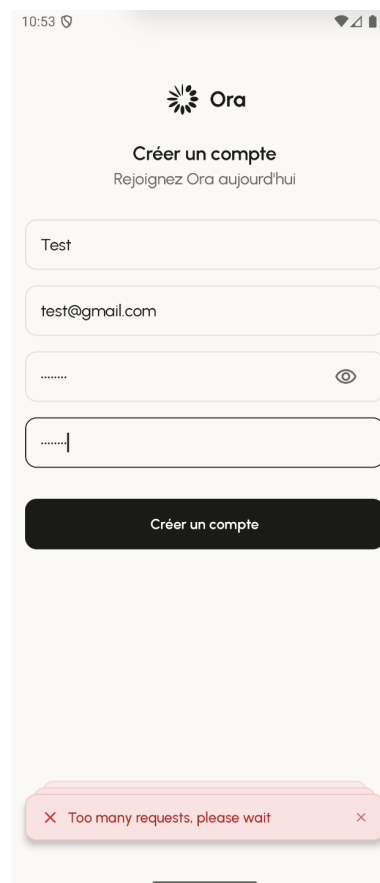 10:53
Ora
Créer un compte
Rejoignez Ora aujourd'hui
Test
test@gmail.com
········
········
Créer un compte
Too many requests, please wait